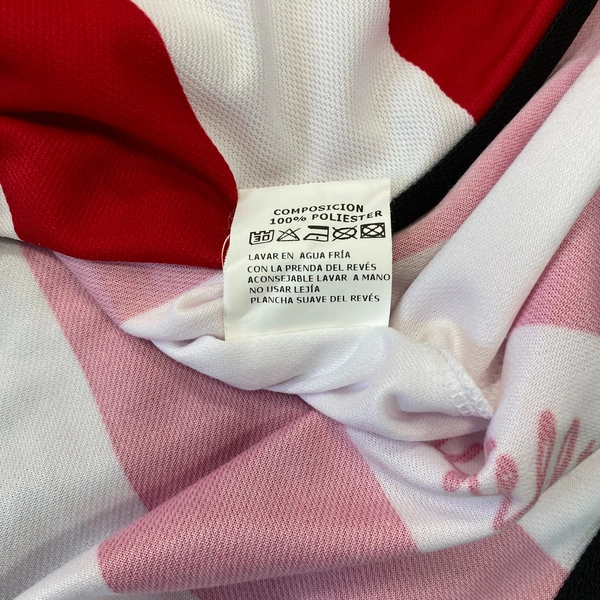 COMPOSICION
100% POLIESTER
LAVAR EN AGUA FRÍA
CON LA PRENDA DEL REVÉS
ACONSEJABLE LAVAR A MANO
NO USAR LEJÍA
PLANCHA SUAVE DEL REVÉS